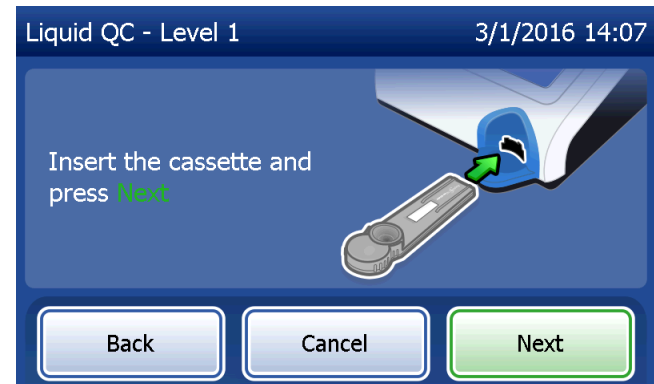 Liquid QC - Level 1 3/1/2016 14:07
Insert the cassette and
press Next
Back Cancel Next